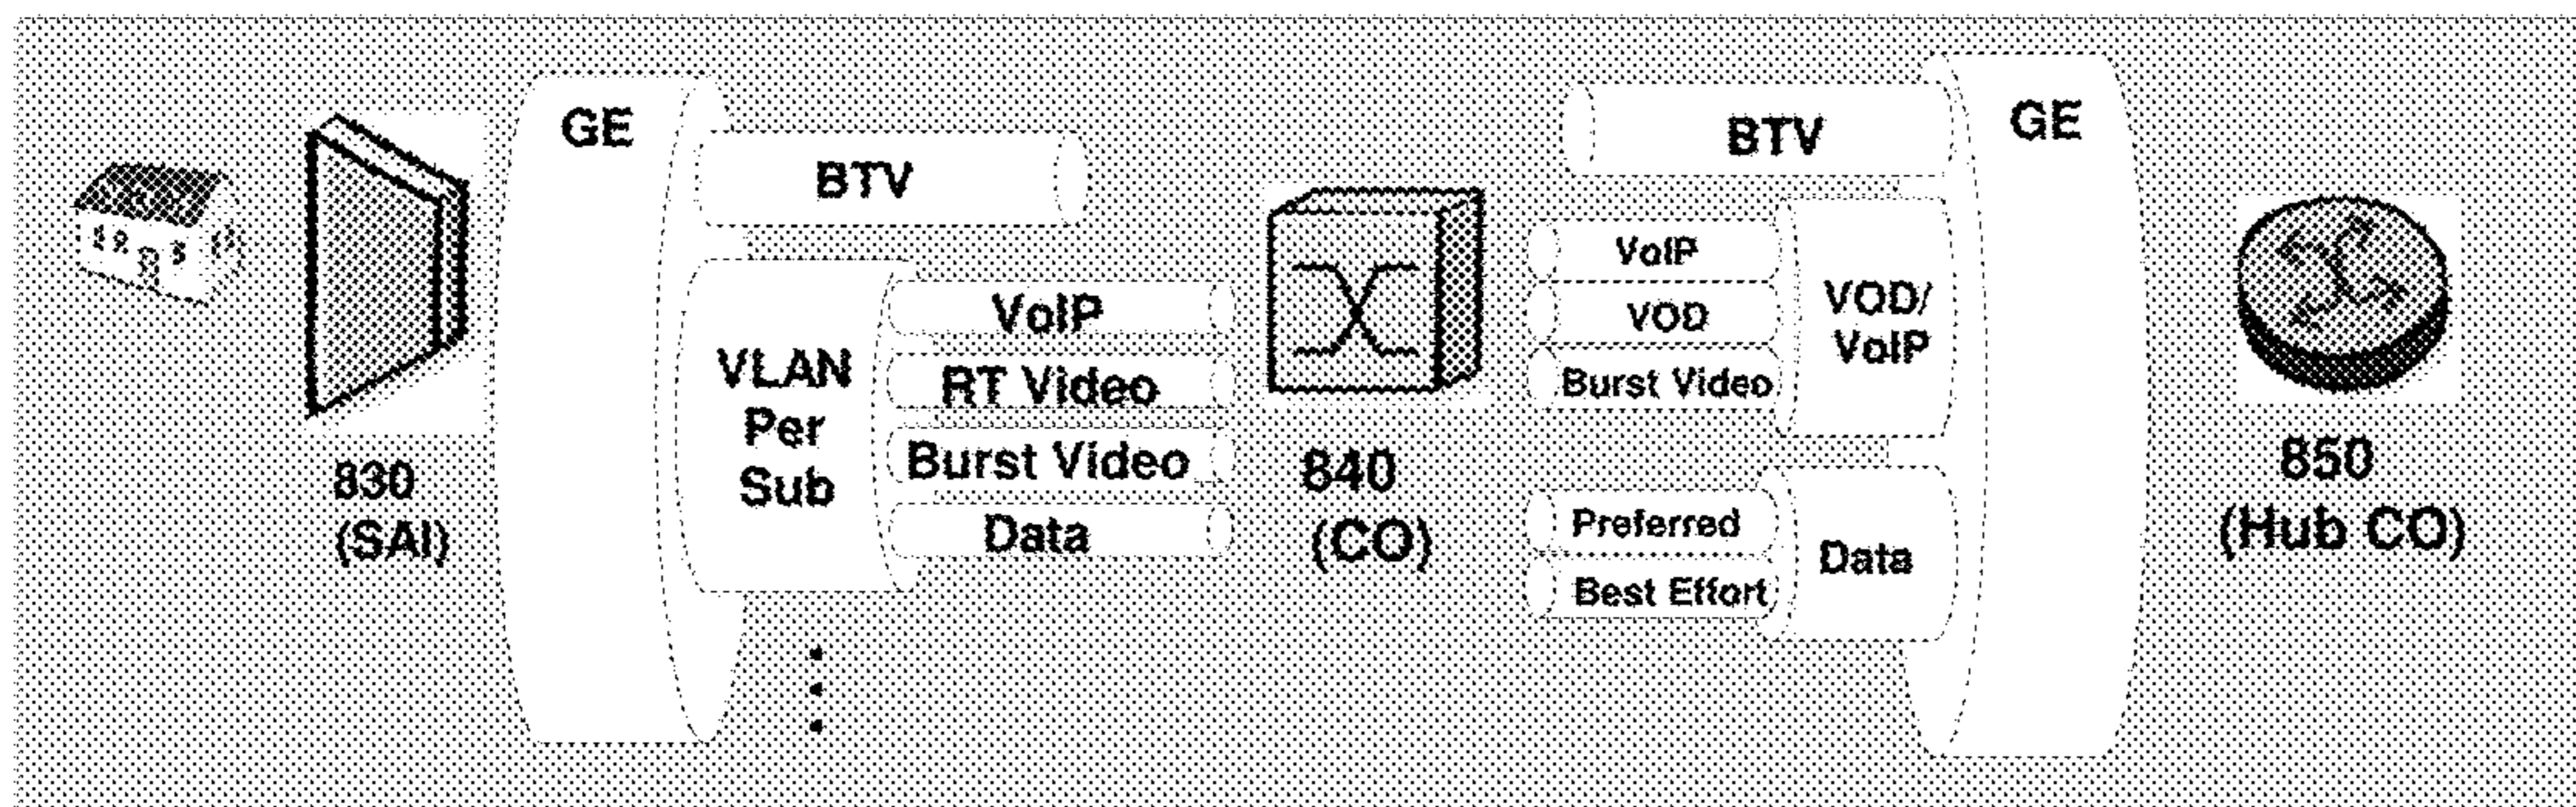 GE
BTV
VLAN
Per
Sub
VoIP
RT Video
Burst Video
Data
830
(SAI)
840
(CO)
BTV
VoIP
VOD
Burst Video
VOD/
VoIP
Preferred
Best Effort
Data
GE
850
(Hub CO)